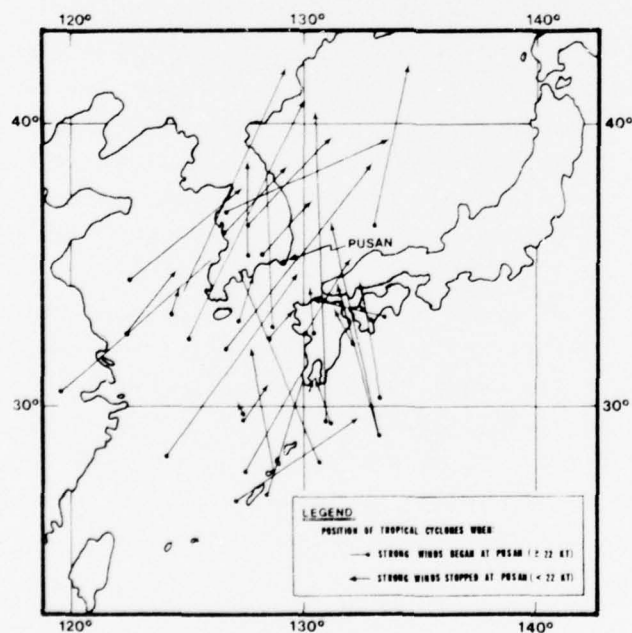 120° 130° 140°
40° 40°
PUSAN
30° 30°
LEGEND
POSITION OF TROPICAL CYCLONES WHEN:
STRONG WINDS BEGAN AT PUSAN (≥ 22 KT)
STRONG WINDS STOPPED AT PUSAN (< 22 KT)
120° 130° 140°